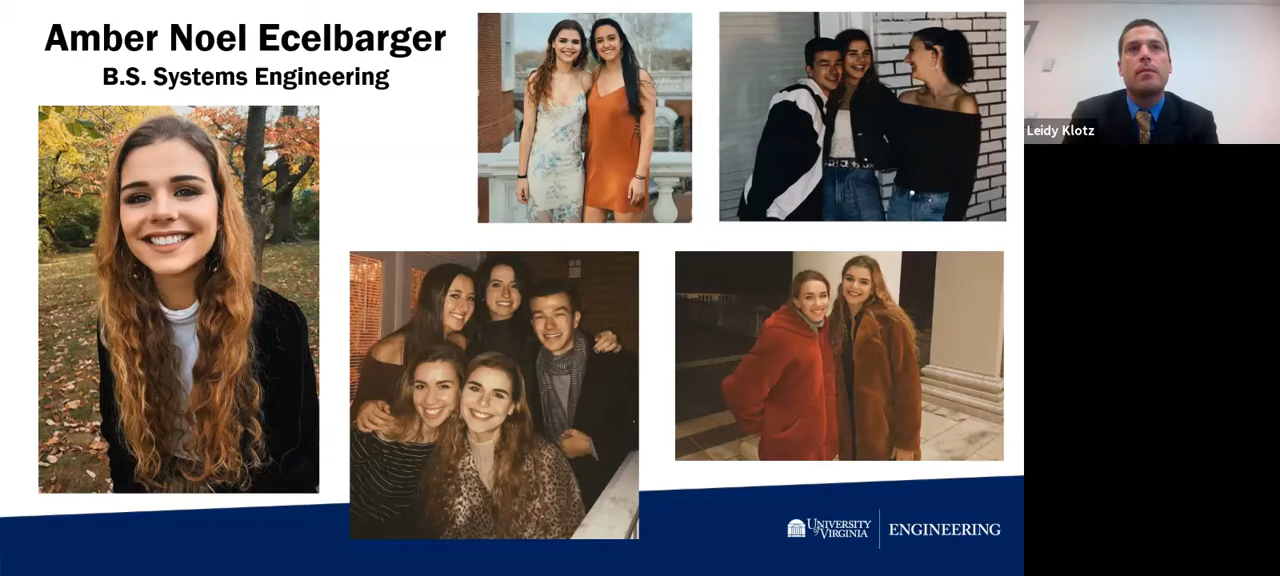 Amber Noel Ecelbarger
B.S. Systems Engineering
Leidy Klotz
UNIVERSITY
of VIRGINIA
ENGINEERING